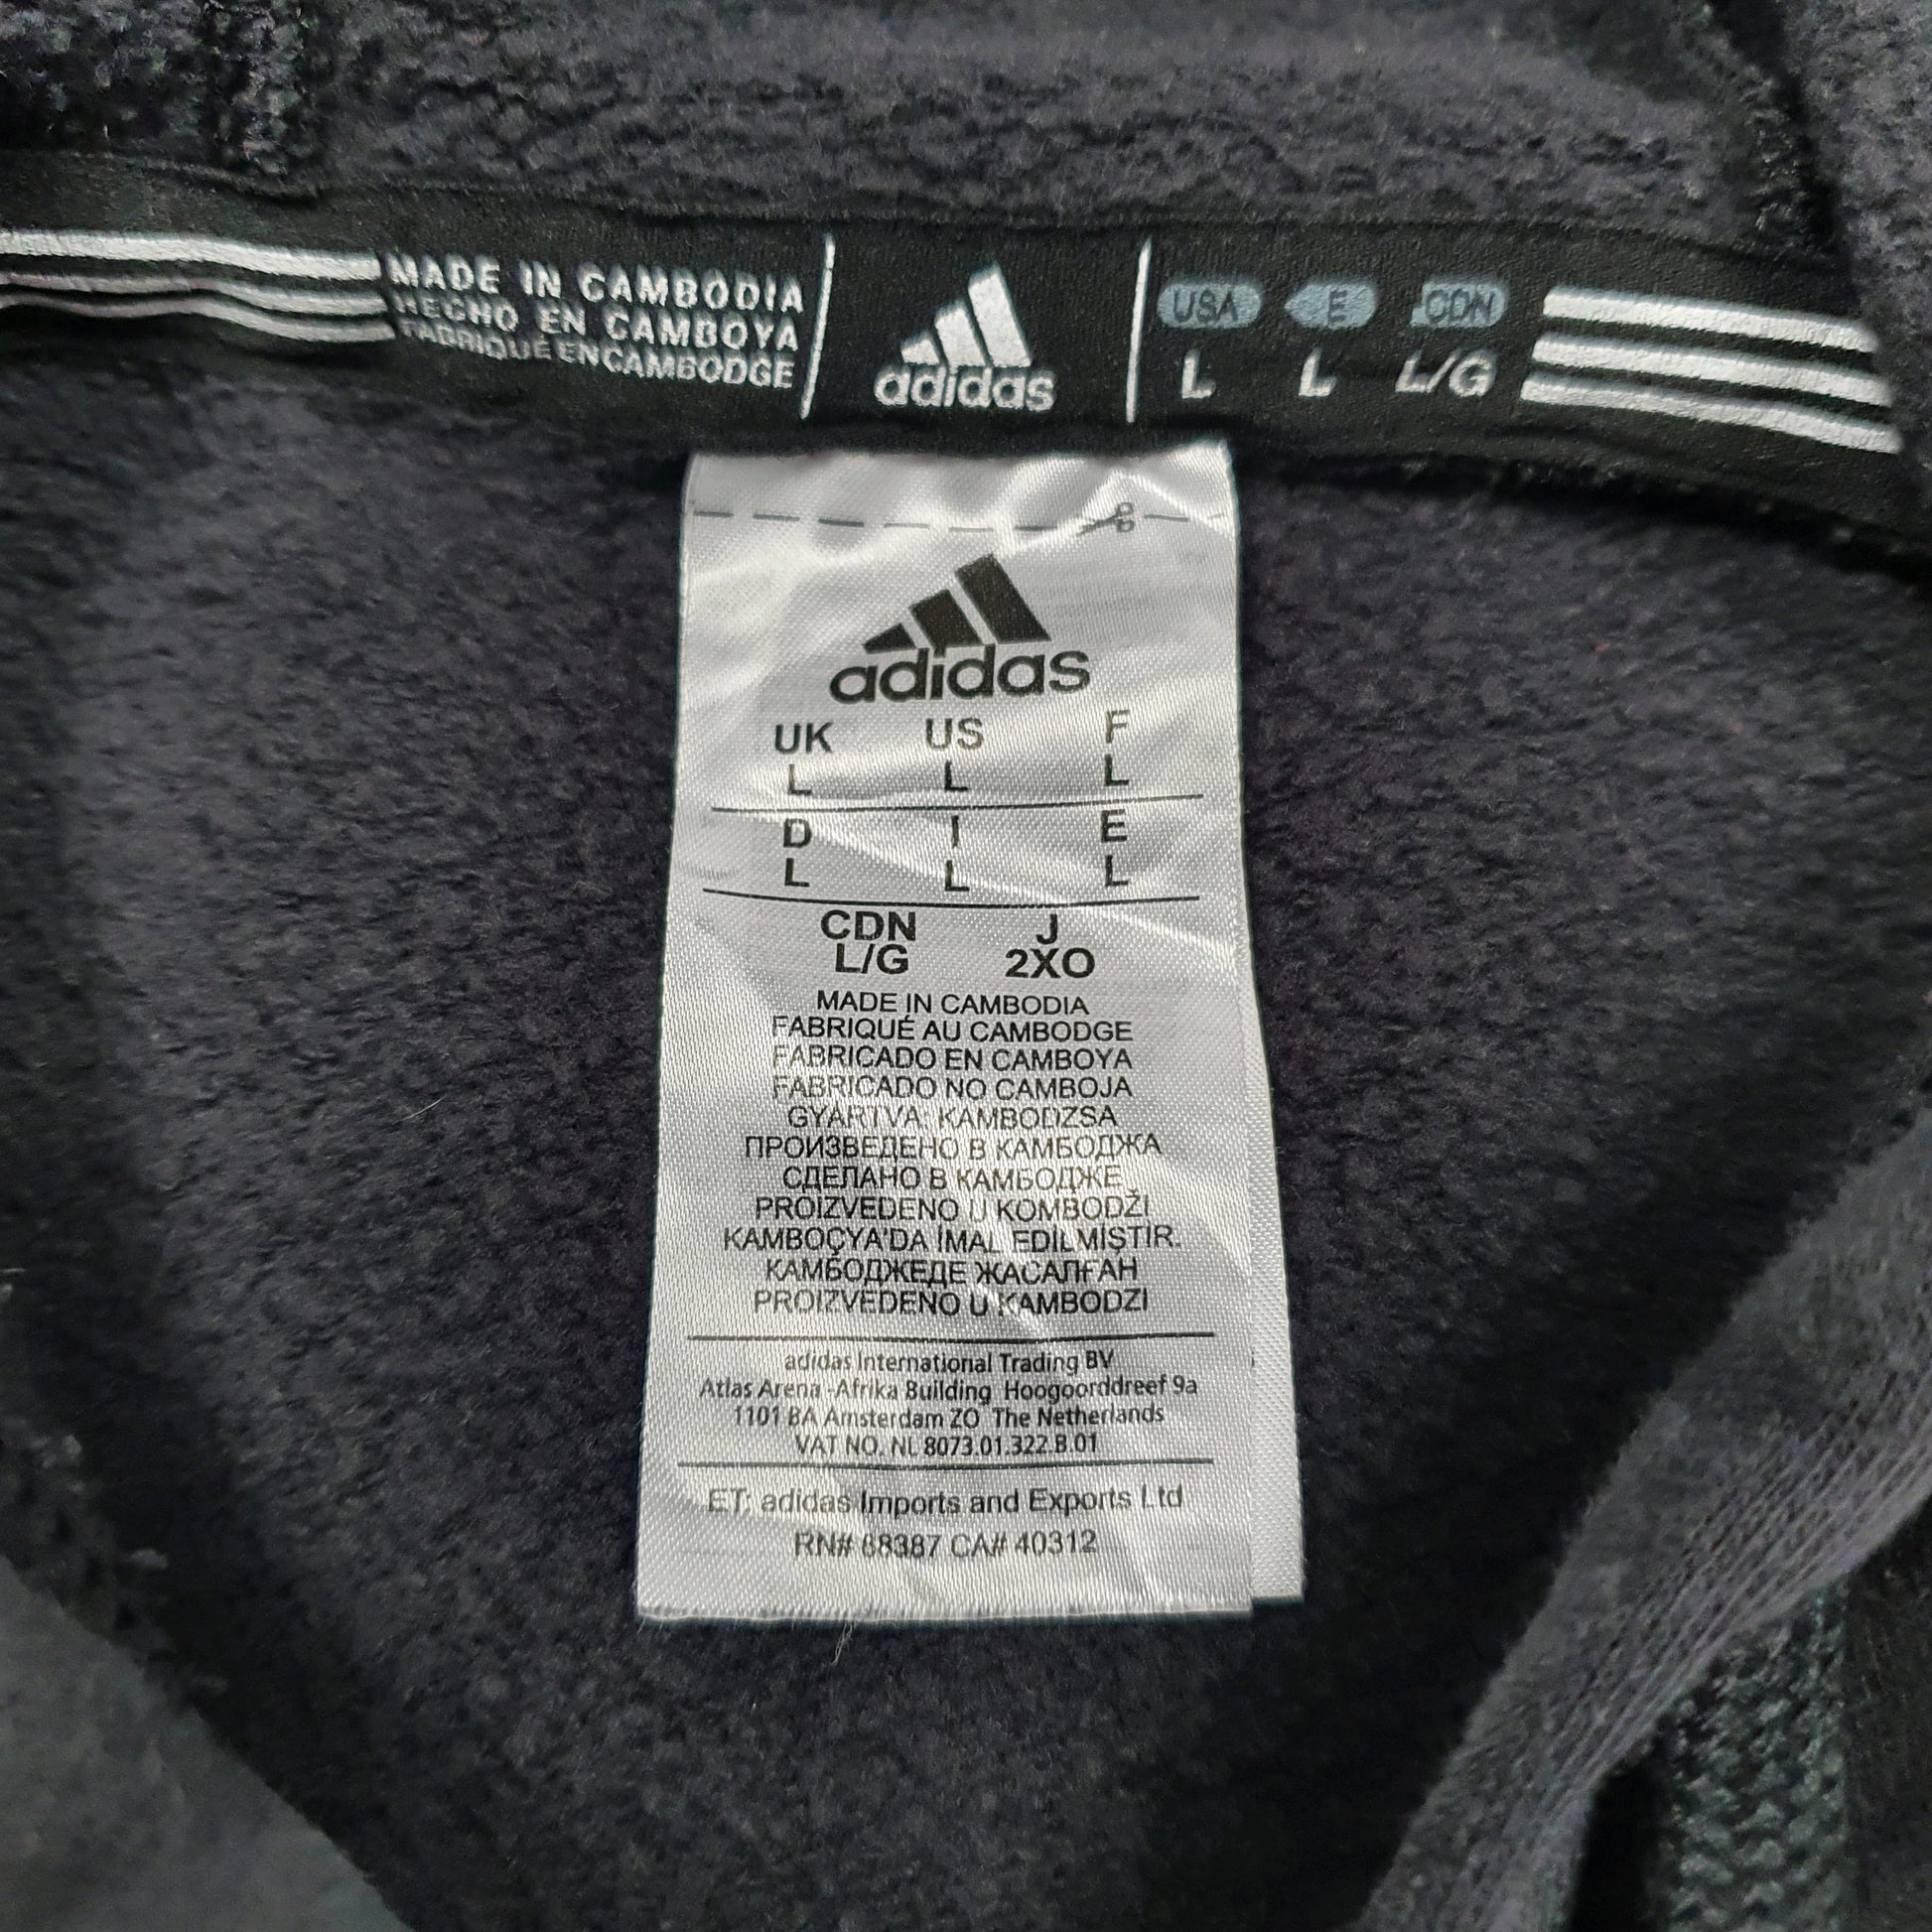 MADE IN CAMBODIA
HECHO EN CAMBOYA
FABRIQUÉ EN CAMBODGE
adidas
USA E CDN
L L L/G
adidas
UK US F
L L L
D I E
L L L
CDN J
L/G 2XO
MADE IN CAMBODIA
FABRIQUÉ AU CAMBODGE
FABRICADO EN CAMBOYA
FABRICADO NO CAMBOJA
GYÁRTVA: KAMBODZSA
ПРОИЗВЕДЕНО В КАМБОДЖА
СДЕЛАНО В КАМБОДЖЕ
PROIZVEDENO U KOMBODŽI
KAMBOÇYA'DA İMAL EDİLMİŞTİR.
КАМБОДЖЕДЕ ЖАСАЛҒАН
PROIZVEDENO U KAMBODZI
adidas International Trading BV
Atlas Arena -Afrika Building Hoogoorddreef 9a
1101 BA Amsterdam ZO The Netherlands
VAT NO. NL 8073.01.322.B.01
ET: adidas Imports and Exports Ltd
RN# 88387 CA# 40312